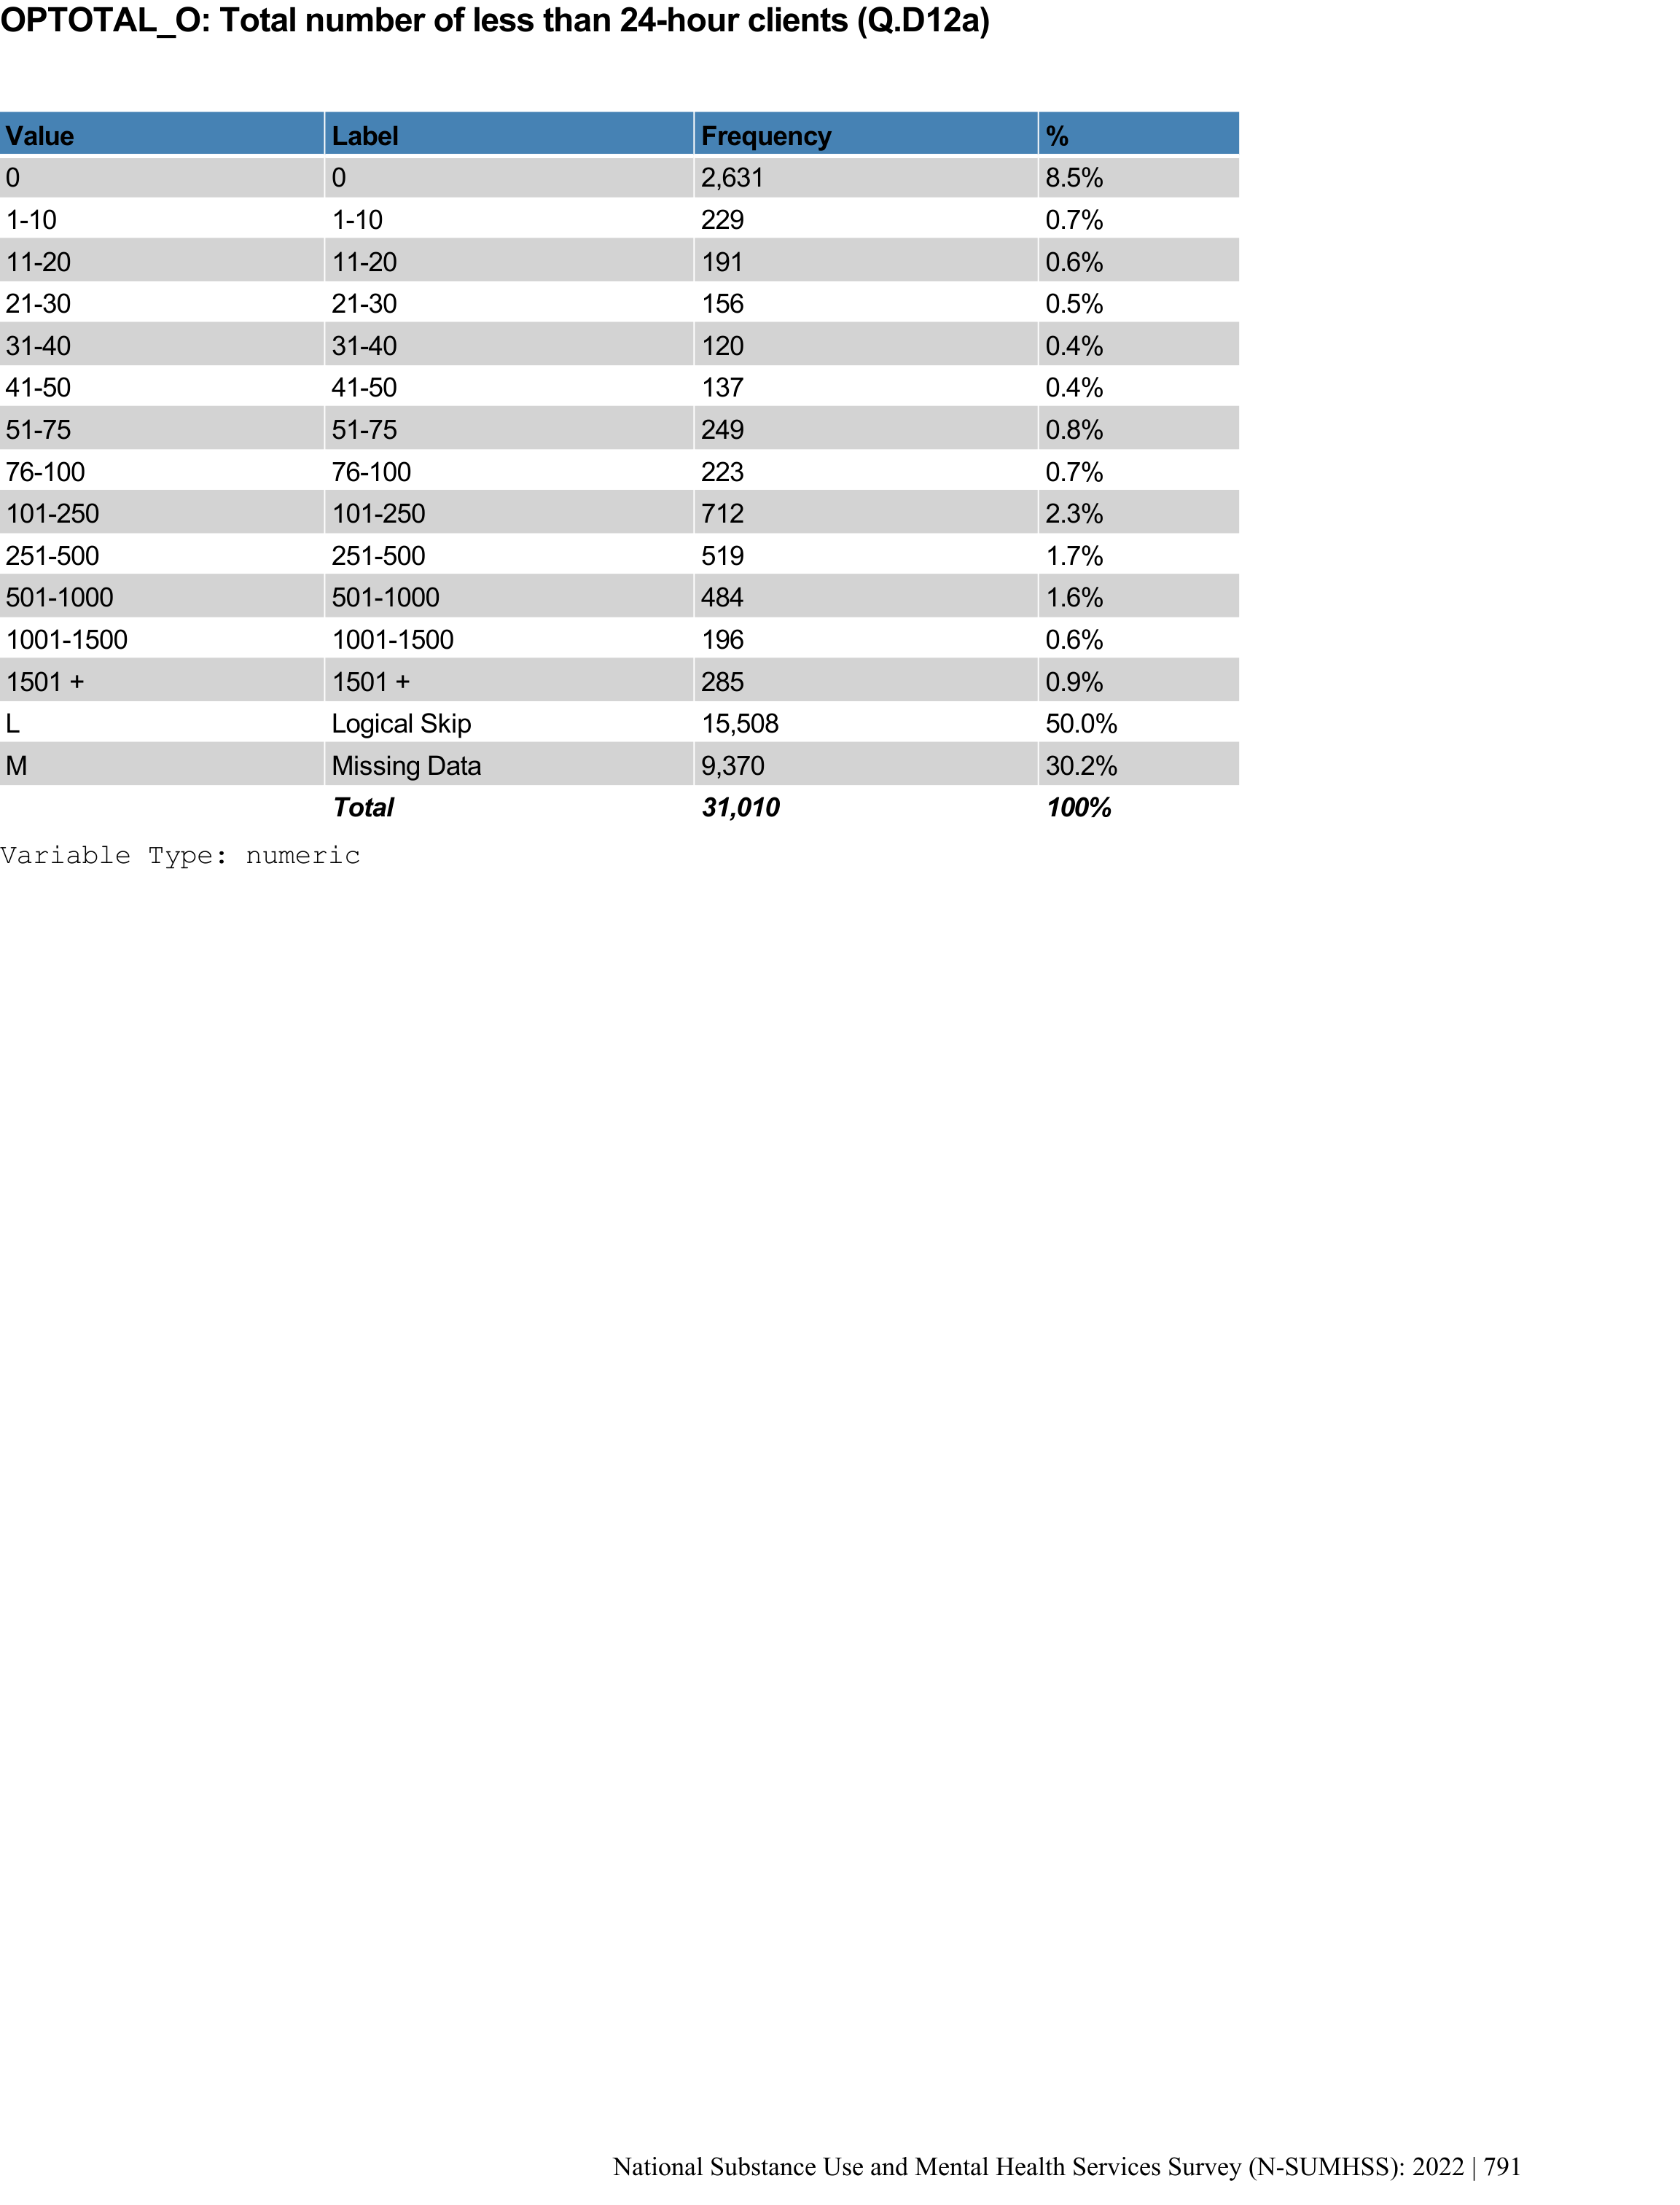 OPTOTAL_O: Total number of less than 24-hour clients (Q.D12a)
Value Label Frequency %
0 0 2,631 8.5%
1-10 1-10 229 0.7%
11-20 11-20 191 0.6%
21-30 21-30 156 0.5%
31-40 31-40 120 0.4%
41-50 41-50 137 0.4%
51-75 51-75 249 0.8%
76-100 76-100 223 0.7%
101-250 101-250 712 2.3%
251-500 251-500 519 1.7%
501-1000 501-1000 484 1.6%
1001-1500 1001-1500 196 0.6%
1501 + 1501 + 285 0.9%
L Logical Skip 15,508 50.0%
M Missing Data 9,370 30.2%
Total 31,010 100%
Variable Type: numeric
National Substance Use and Mental Health Services Survey (N-SUMHSS): 2022 | 791